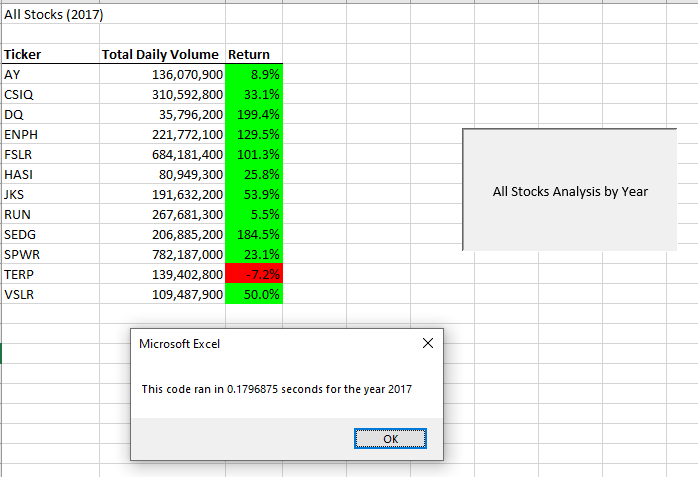 All Stocks (2017)
Ticker Total Daily Volume Return
AY 136,070,900 8.9%
CSIQ 310,592,800 33.1%
DQ 35,796,200 199.4%
ENPH 221,772,100 129.5%
FSLR 684,181,400 101.3%
HASI 80,949,300 25.8%
JKS 191,632,200 53.9%
RUN 267,681,300 5.5%
SEDG 206,885,200 184.5%
SPWR 782,187,000 23.1%
TERP 139,402,800 -7.2%
VSLR 109,487,900 50.0%
All Stocks Analysis by Year
Microsoft Excel
This code ran in 0.1796875 seconds for the year 2017
OK